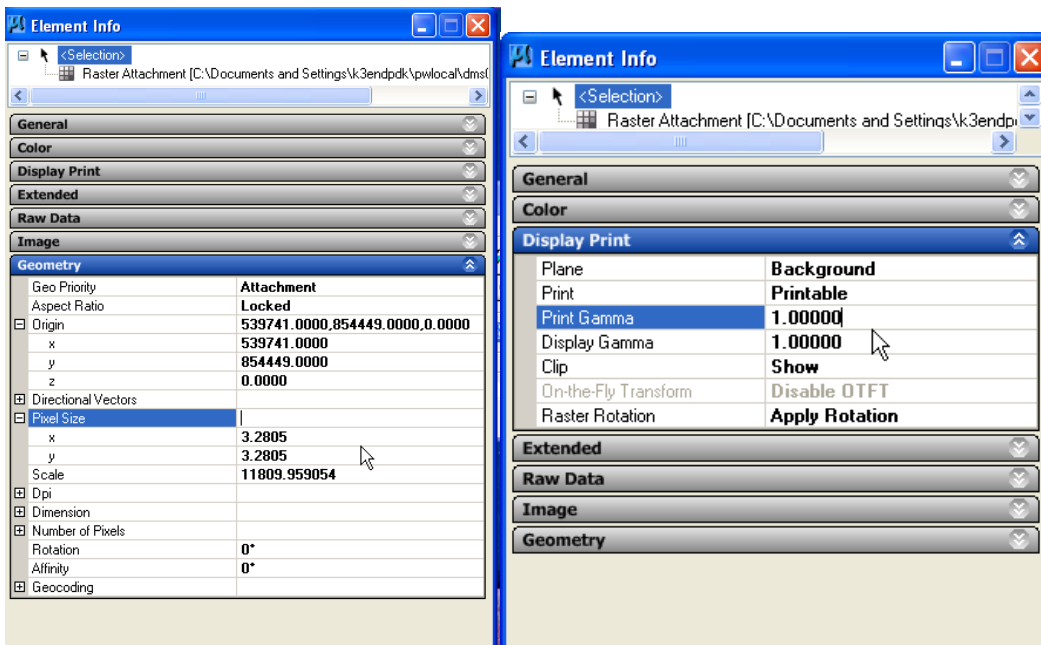 Element Info
<Selection>
Raster Attachment [C:\Documents and Settings\k3endpdk\pwlocal\dms(
General
Color
Display Print
Extended
Raw Data
Image
Geometry
Geo Priority Attachment
Aspect Ratio Locked
Origin 539741.0000,854449.0000,0.0000
x 539741.0000
y 854449.0000
z 0.0000
Directional Vectors
Pixel Size
x 3.2805
y 3.2805
Scale 11809.959054
Dpi
Dimension
Number of Pixels
Rotation 0°
Affinity 0°
Geocoding
Element Info
<Selection>
Raster Attachment [C:\Documents and Settings\k3endp
General
Color
Display Print
Plane Background
Print Printable
Print Gamma 1.00000
Display Gamma 1.00000
Clip Show
On-the-Fly Transform Disable OTFT
Raster Rotation Apply Rotation
Extended
Raw Data
Image
Geometry